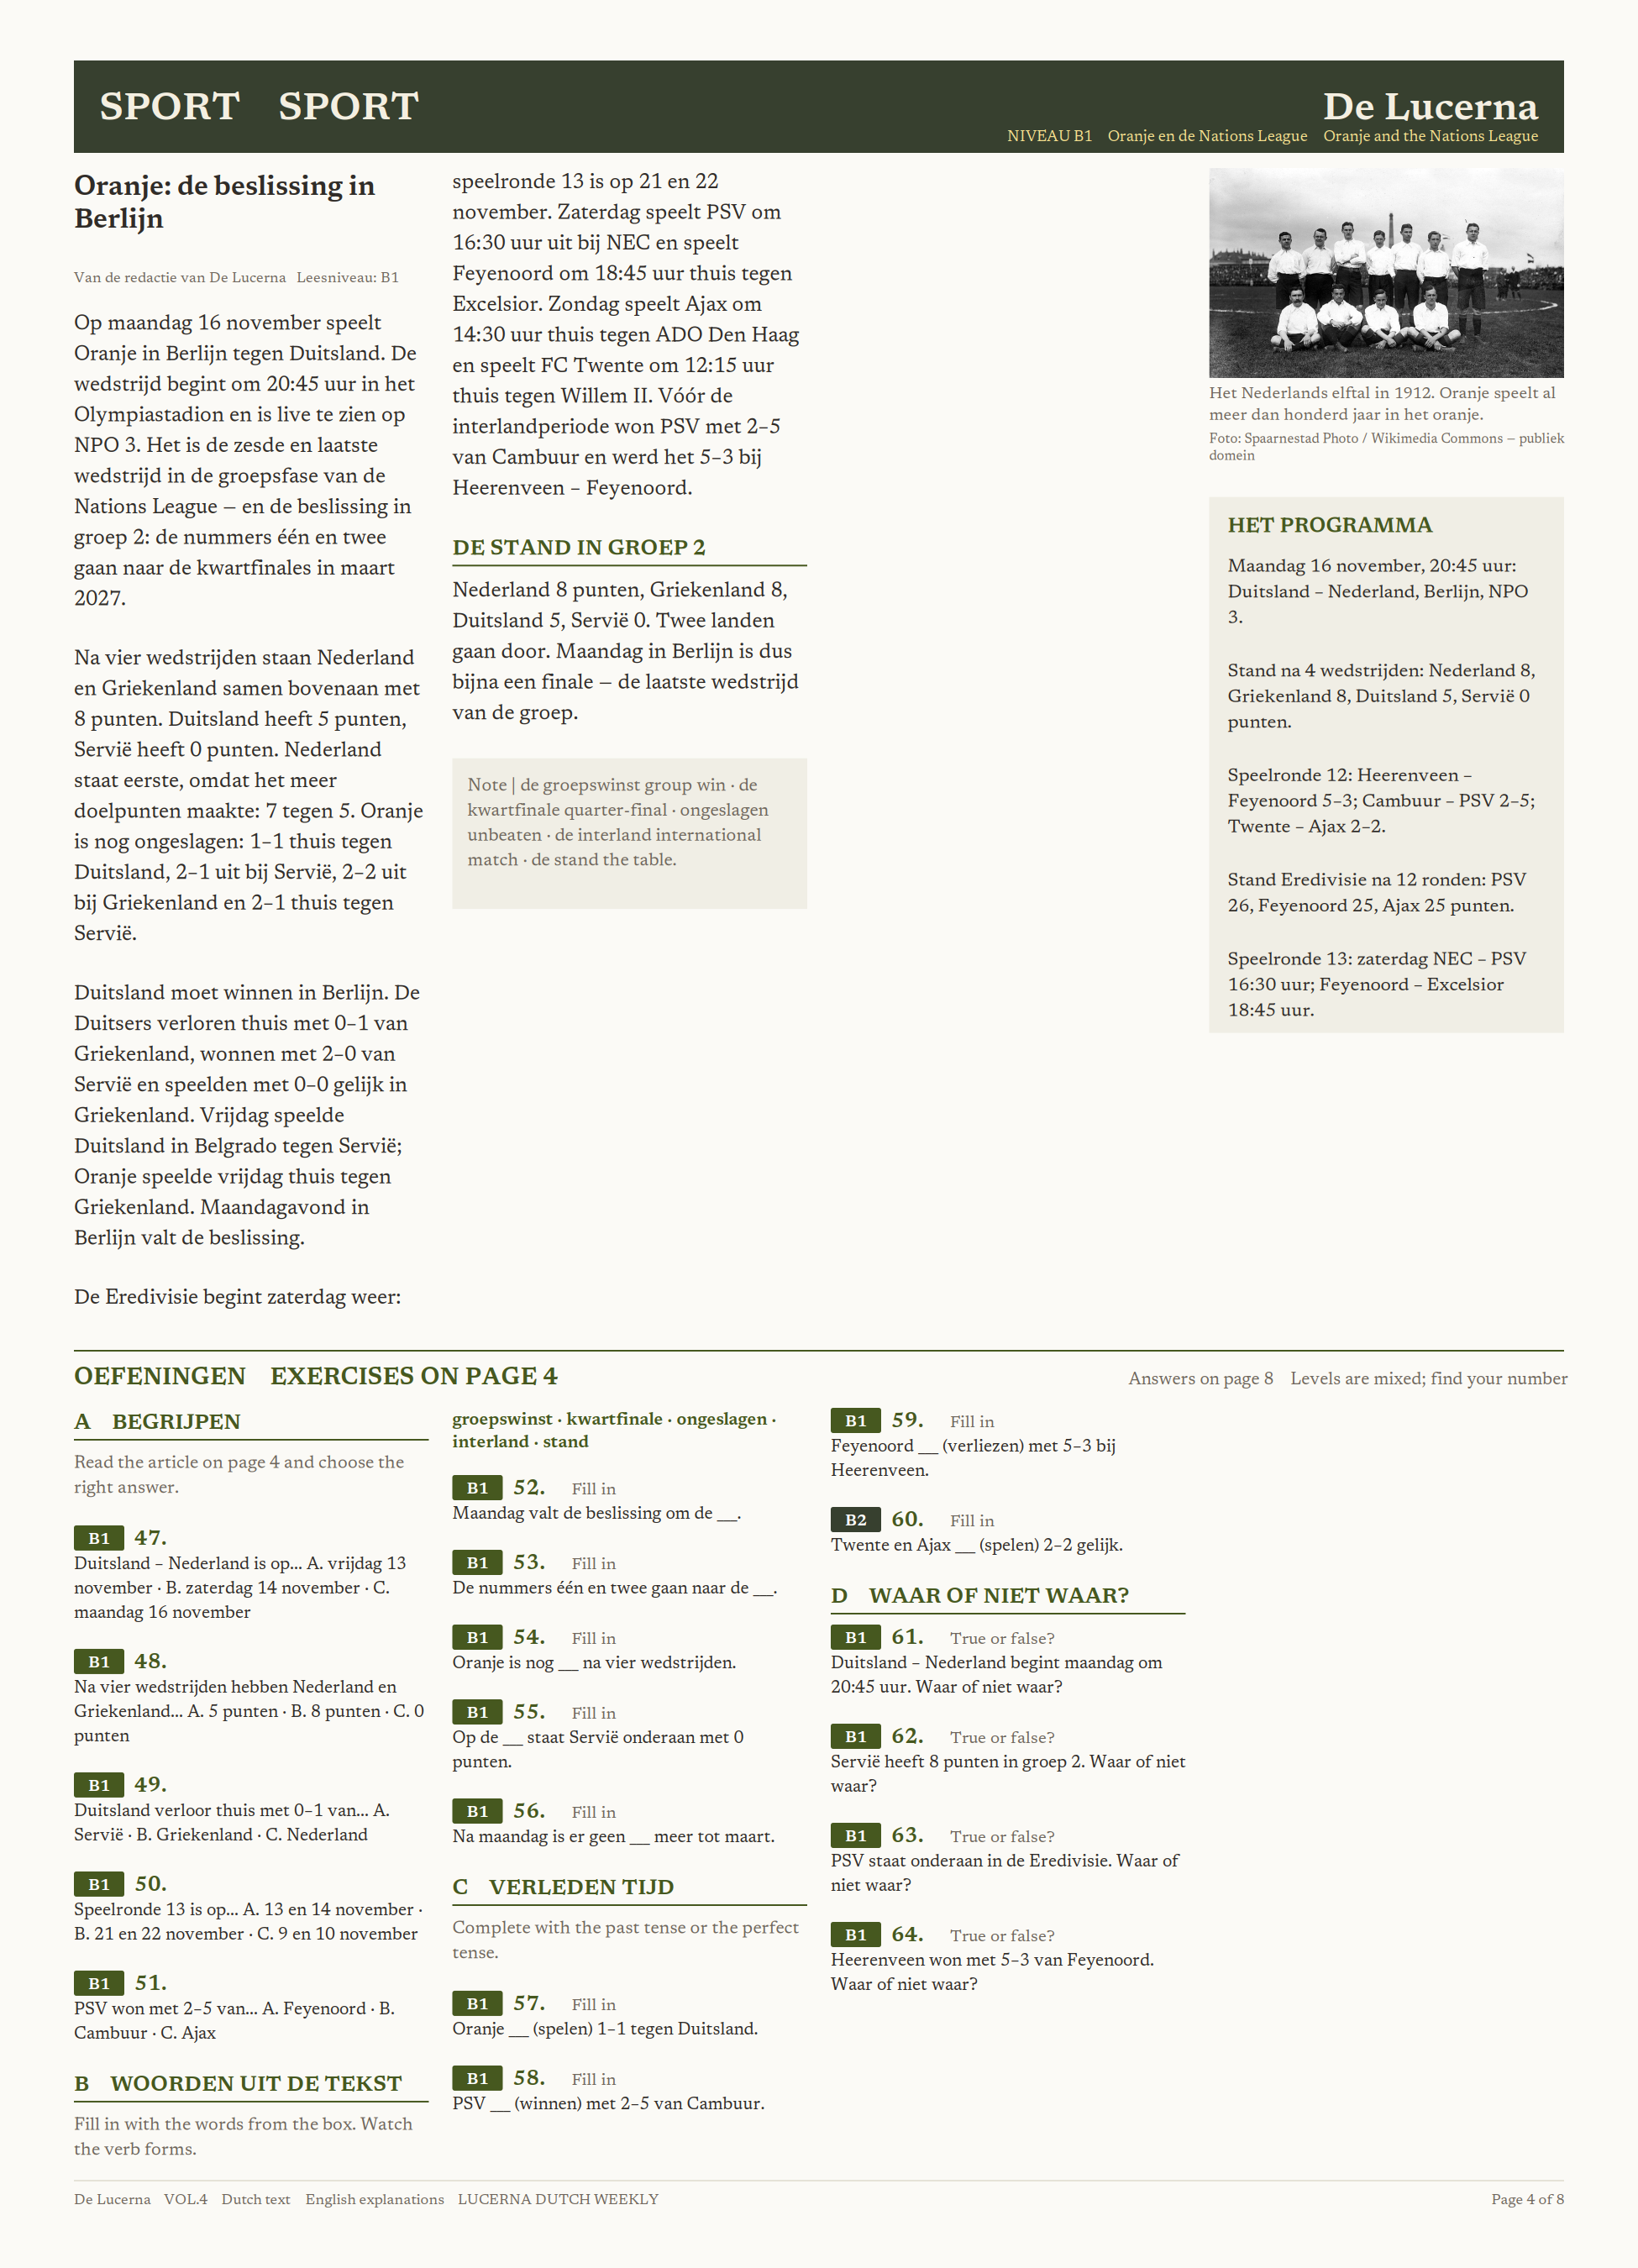 SPORT SPORT
De Lucerna
NIVEAU B1 Oranje en de Nations League Oranje and the Nations League
Oranje: de beslissing in
Berlijn
Van de redactie van De Lucerna Leesniveau: B1
Op maandag 16 november speelt
Oranje in Berlijn tegen Duitsland. De
wedstrijd begint om 20:45 uur in het
Olympiastadion en is live te zien op
NPO 3. Het is de zesde en laatste
wedstrijd in de groepsfase van de
Nations League — en de beslissing in
groep 2: de nummers één en twee
gaan naar de kwartfinales in maart
2027.
Na vier wedstrijden staan Nederland
en Griekenland samen bovenaan met
8 punten. Duitsland heeft 5 punten,
Servië heeft 0 punten. Nederland
staat eerste, omdat het meer
doelpunten maakte: 7 tegen 5. Oranje
is nog ongeslagen: 1–1 thuis tegen
Duitsland, 2–1 uit bij Servië, 2–2 uit
bij Griekenland en 2–1 thuis tegen
Servië.
Duitsland moet winnen in Berlijn. De
Duitsers verloren thuis met 0–1 van
Griekenland, wonnen met 2–0 van
Servië en speelden met 0–0 gelijk in
Griekenland. Vrijdag speelde
Duitsland in Belgrado tegen Servië;
Oranje speelde vrijdag thuis tegen
Griekenland. Maandagavond in
Berlijn valt de beslissing.
De Eredivisie begint zaterdag weer:
speelronde 13 is op 21 en 22
november. Zaterdag speelt PSV om
16:30 uur uit bij NEC en speelt
Feyenoord om 18:45 uur thuis tegen
Excelsior. Zondag speelt Ajax om
14:30 uur thuis tegen ADO Den Haag
en speelt FC Twente om 12:15 uur
thuis tegen Willem II. Vóór de
interlandperiode won PSV met 2–5
van Cambuur en werd het 5–3 bij
Heerenveen – Feyenoord.
DE STAND IN GROEP 2
Nederland 8 punten, Griekenland 8,
Duitsland 5, Servië 0. Twee landen
gaan door. Maandag in Berlijn is dus
bijna een finale — de laatste wedstrijd
van de groep.
Note | de groepswinst group win · de
kwartfinale quarter-final · ongeslagen
unbeaten · de interland international
match · de stand the table.
Het Nederlands elftal in 1912. Oranje speelt al
meer dan honderd jaar in het oranje.
Foto: Spaarnestad Photo / Wikimedia Commons — publiek
domein
HET PROGRAMMA
Maandag 16 november, 20:45 uur:
Duitsland – Nederland, Berlijn, NPO
3.
Stand na 4 wedstrijden: Nederland 8,
Griekenland 8, Duitsland 5, Servië 0
punten.
Speelronde 12: Heerenveen –
Feyenoord 5–3; Cambuur – PSV 2–5;
Twente – Ajax 2–2.
Stand Eredivisie na 12 ronden: PSV
26, Feyenoord 25, Ajax 25 punten.
Speelronde 13: zaterdag NEC – PSV
16:30 uur; Feyenoord – Excelsior
18:45 uur.
OEFENINGEN EXERCISES ON PAGE 4
Answers on page 8 Levels are mixed; find your number
A BEGRIJPEN
Read the article on page 4 and choose the
right answer.
B1 47.
Duitsland – Nederland is op... A. vrijdag 13
november · B. zaterdag 14 november · C.
maandag 16 november
B1 48.
Na vier wedstrijden hebben Nederland en
Griekenland... A. 5 punten · B. 8 punten · C. 0
punten
B1 49.
Duitsland verloor thuis met 0–1 van... A.
Servië · B. Griekenland · C. Nederland
B1 50.
Speelronde 13 is op... A. 13 en 14 november ·
B. 21 en 22 november · C. 9 en 10 november
B1 51.
PSV won met 2–5 van... A. Feyenoord · B.
Cambuur · C. Ajax
B WOORDEN UIT DE TEKST
Fill in with the words from the box. Watch
the verb forms.
groepswinst · kwartfinale · ongeslagen ·
interland · stand
B1 52. Fill in
Maandag valt de beslissing om de ___.
B1 53. Fill in
De nummers één en twee gaan naar de ___.
B1 54. Fill in
Oranje is nog ___ na vier wedstrijden.
B1 55. Fill in
Op de ___ staat Servië onderaan met 0
punten.
B1 56. Fill in
Na maandag is er geen ___ meer tot maart.
C VERLEDEN TIJD
Complete with the past tense or the perfect
tense.
B1 57. Fill in
Oranje ___ (spelen) 1–1 tegen Duitsland.
B1 58. Fill in
PSV ___ (winnen) met 2–5 van Cambuur.
B1 59. Fill in
Feyenoord ___ (verliezen) met 5–3 bij
Heerenveen.
B2 60. Fill in
Twente en Ajax ___ (spelen) 2–2 gelijk.
D WAAR OF NIET WAAR?
B1 61. True or false?
Duitsland – Nederland begint maandag om
20:45 uur. Waar of niet waar?
B1 62. True or false?
Servië heeft 8 punten in groep 2. Waar of niet
waar?
B1 63. True or false?
PSV staat onderaan in de Eredivisie. Waar of
niet waar?
B1 64. True or false?
Heerenveen won met 5–3 van Feyenoord.
Waar of niet waar?
De Lucerna VOL.4 Dutch text English explanations LUCERNA DUTCH WEEKLY
Page 4 of 8